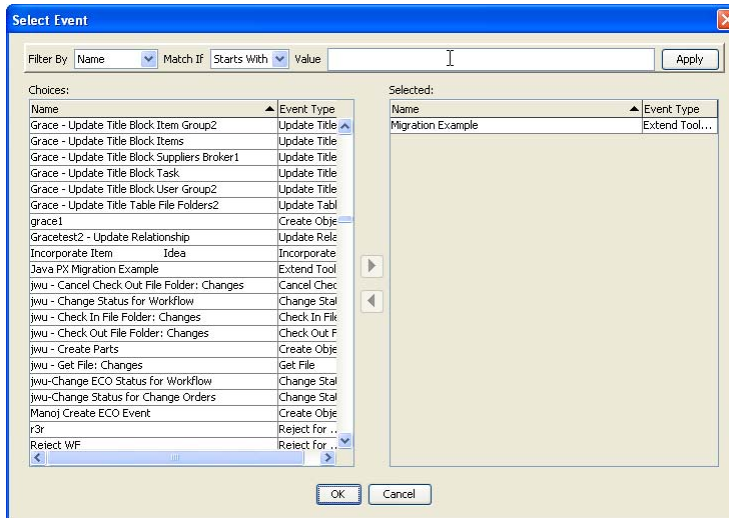 Select Event
Filter By Name Match If Starts With Value Apply
Choices:
Name Event Type
Grace - Update Title Block Item Group2 Update Title
Grace - Update Title Block Items Update Title
Grace - Update Title Block Suppliers Broker1 Update Title
Grace - Update Title Block Task Update Title
Grace - Update Title Block User Group2 Update Title
Grace - Update Title Table File Folders2 Update Tabl
grace1 Create Obje
Gracetest2 - Update Relationship Update Rela
Incorporate Item Idea Incorporate
Java PX Migration Example Extend Tool
jwu - Cancel Check Out File Folder: Changes Cancel Chec
jwu - Change Status for Workflow Change Stat
jwu - Check In File Folder: Changes Check In File
jwu - Check Out File Folder: Changes Check Out F
jwu - Create Parts Create Obje
jwu - Get File: Changes Get File
jwu-Change ECO Status for Workflow Change Stat
jwu-Change Status for Change Orders Change Stat
Manoj Create ECO Event Create Obje
r3r Reject for ...
Reject WF Reject for ...
Selected:
Name Event Type
Migration Example Extend Tool...
OK Cancel